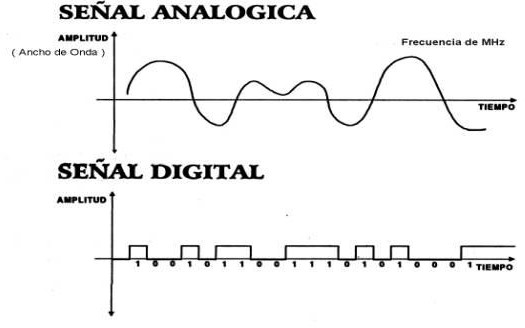 SEÑAL ANALOGICA
AMPLITUD
( Ancho de Onda )
Frecuencia de MHz
TIEMPO
SEÑAL DIGITAL
AMPLITUD
1 0 0 1 0 1 1 0 0 1 1 1 0 1 0 1 0 0 0 1 TIEMPO